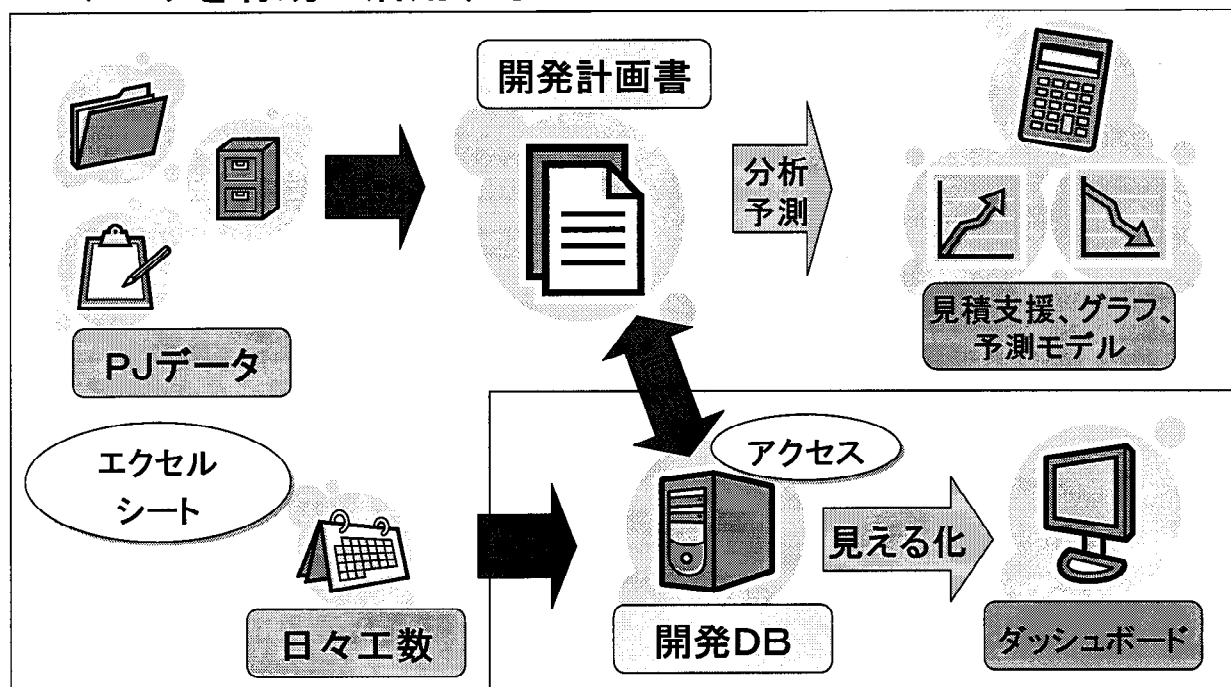 開発計画書
分析
予測
見積支援、グラフ、
予測モデル
PJデータ
エクセル
シート
アクセス
見える化
日々工数
開発DB
ダッシュボード